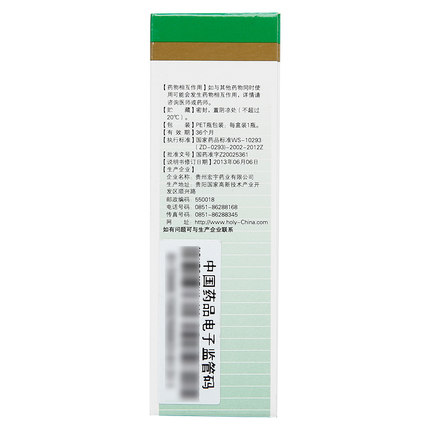 【药物相互作用】如与其他药物同时使
用可能会发生药物相互作用，详情请
咨询医师或药师。
【贮　　藏】密封，置阴凉处（不超过
20℃）。
【包　　装】PET瓶包装，每盒装1瓶。
【有 效 期】36个月
【执行标准】国家药品标准WS-10293
（ZD-0293)-2002-2012Z
【批准文号】国药准字Z20025361
【说明书修订日期】2013年06月06日
【生产企业】
企业名称：贵州宏宇药业有限公司
生产地址：贵阳国家高新技术产业开
发区顺兴路
邮政编码：550018
电话号码：0851-86288168
传真号码：0851-86288345
网　　址：http://www.holy-China.com
如有问题可与生产企业联系
中国药品电子监管码